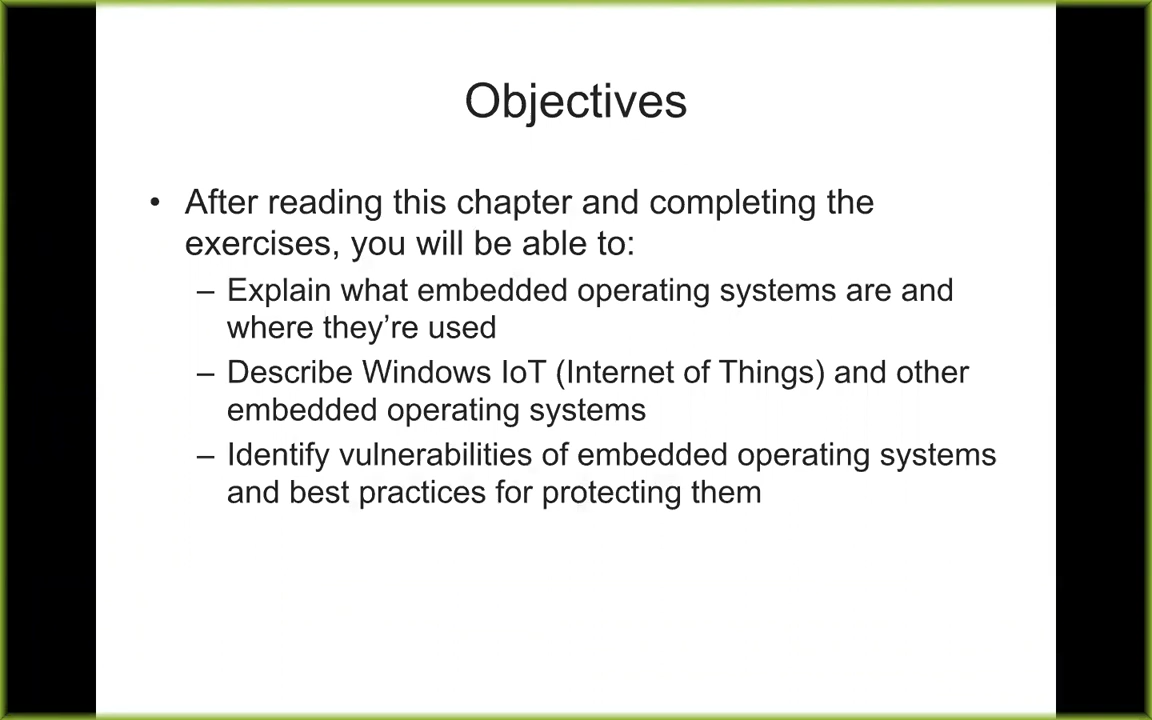 Objectives
• After reading this chapter and completing the
exercises, you will be able to:
– Explain what embedded operating systems are and
where they’re used
– Describe Windows IoT (Internet of Things) and other
embedded operating systems
– Identify vulnerabilities of embedded operating systems
and best practices for protecting them